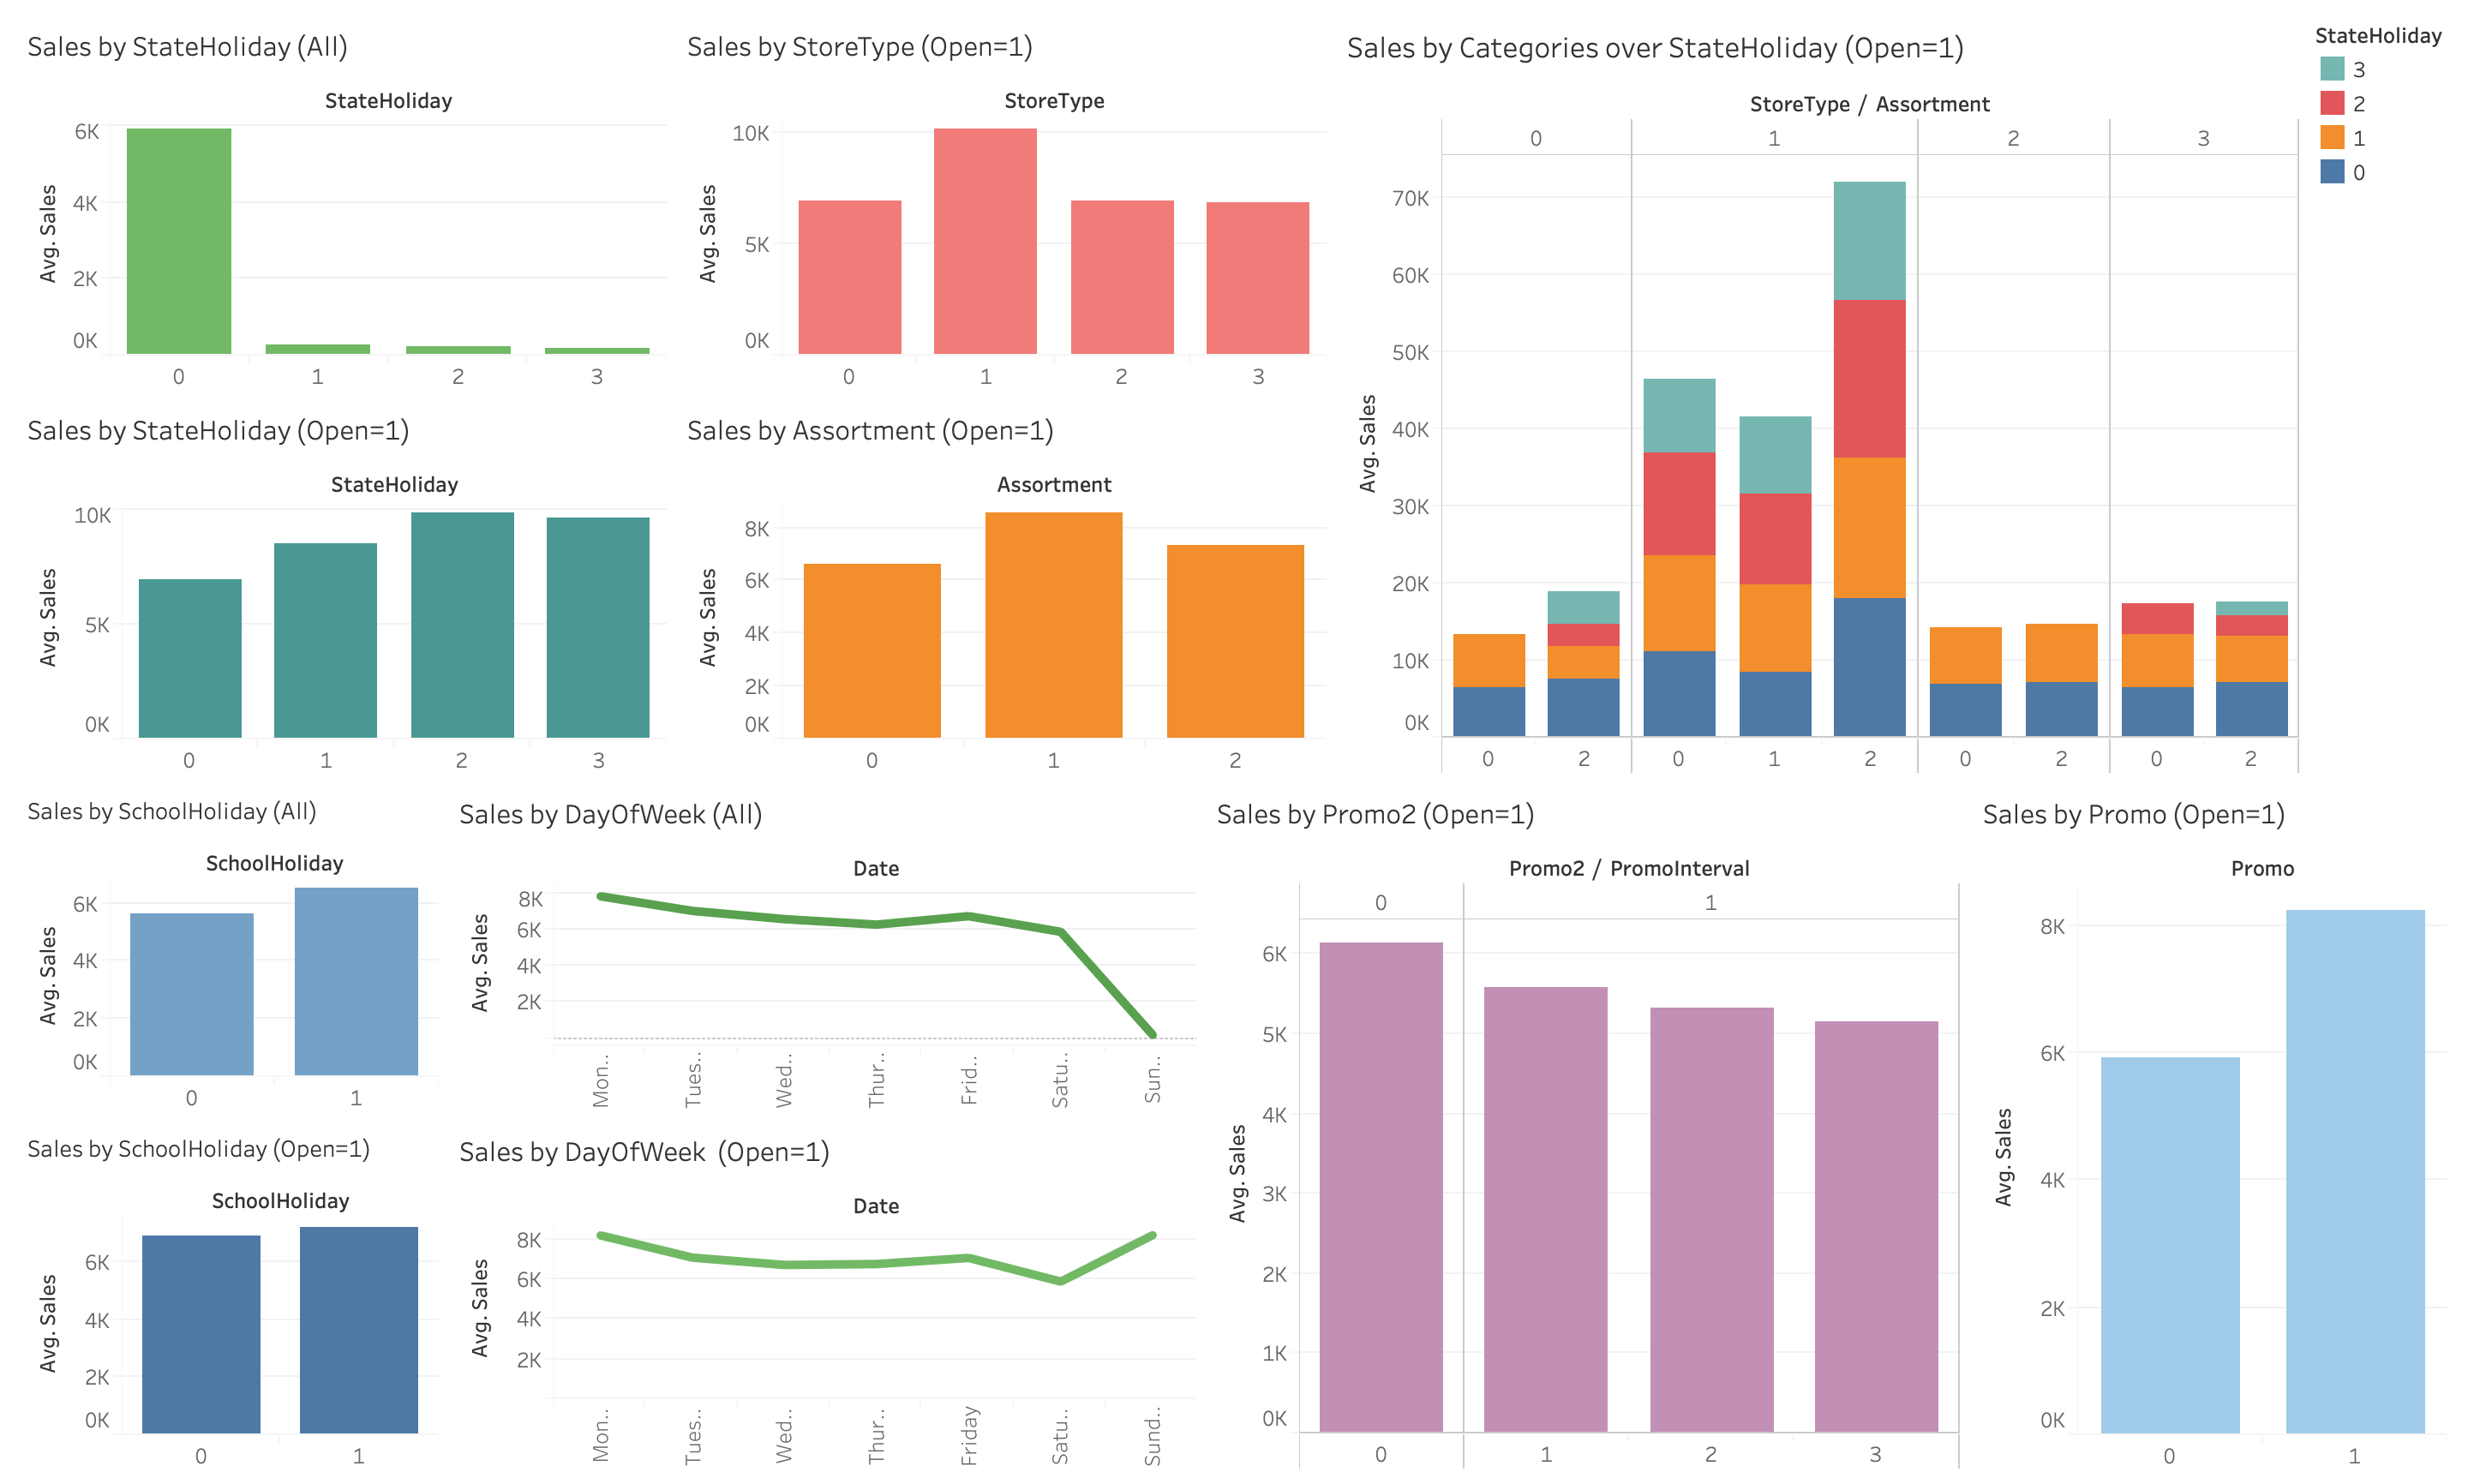 Sales by StateHoliday (All)
StateHoliday
Avg. Sales
6K
4K
2K
0K
0 1 2 3
Sales by StoreType (Open=1)
StoreType
Avg. Sales
10K
5K
0K
0 1 2 3
Sales by Categories over StateHoliday (Open=1)
StoreType / Assortment
0 1 2 3
Avg. Sales
70K
60K
50K
40K
30K
20K
10K
0K
0 2 0 1 2 0 2 0 2
StateHoliday
3
2
1
0
Sales by StateHoliday (Open=1)
StateHoliday
Avg. Sales
10K
5K
0K
0 1 2 3
Sales by Assortment (Open=1)
Assortment
Avg. Sales
8K
6K
4K
2K
0K
0 1 2
Sales by SchoolHoliday (All)
SchoolHoliday
Avg. Sales
6K
4K
2K
0K
0 1
Sales by DayOfWeek (All)
Date
Avg. Sales
8K
6K
4K
2K
Mon.. Tues.. Wed.. Thur.. Frid.. Satu.. Sun..
Sales by Promo2 (Open=1)
Promo2 / PromoInterval
0 1
Avg. Sales
6K
5K
4K
3K
2K
1K
0K
0 1 2 3
Sales by Promo (Open=1)
Promo
Avg. Sales
8K
6K
4K
2K
0K
0 1
Sales by SchoolHoliday (Open=1)
SchoolHoliday
Avg. Sales
6K
4K
2K
0K
0 1
Sales by DayOfWeek (Open=1)
Date
Avg. Sales
8K
6K
4K
2K
Mon.. Tues.. Wed.. Thur.. Friday Satu.. Sund..